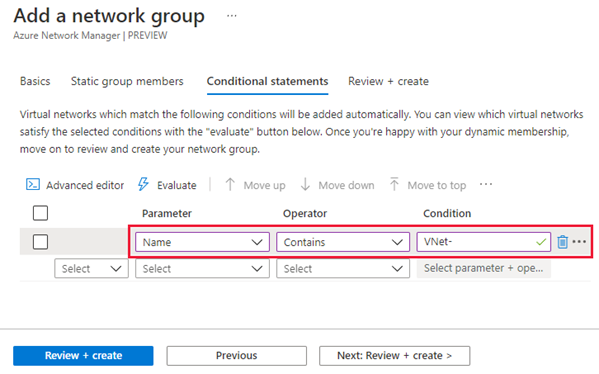 Add a network group ...
Azure Network Manager | PREVIEW
Basics Static group members Conditional statements Review + create
Virtual networks which match the following conditions will be added automatically. You can view which virtual networks
satisfy the selected conditions with the "evaluate" button below. Once you're happy with your dynamic membership,
move on to review and create your network group.
Advanced editor Evaluate Move up Move down Move to top ...
Parameter Operator Condition
Name Contains VNet- ...
Select Select Select Select parameter + ope...
Review + create Previous Next: Review + create >